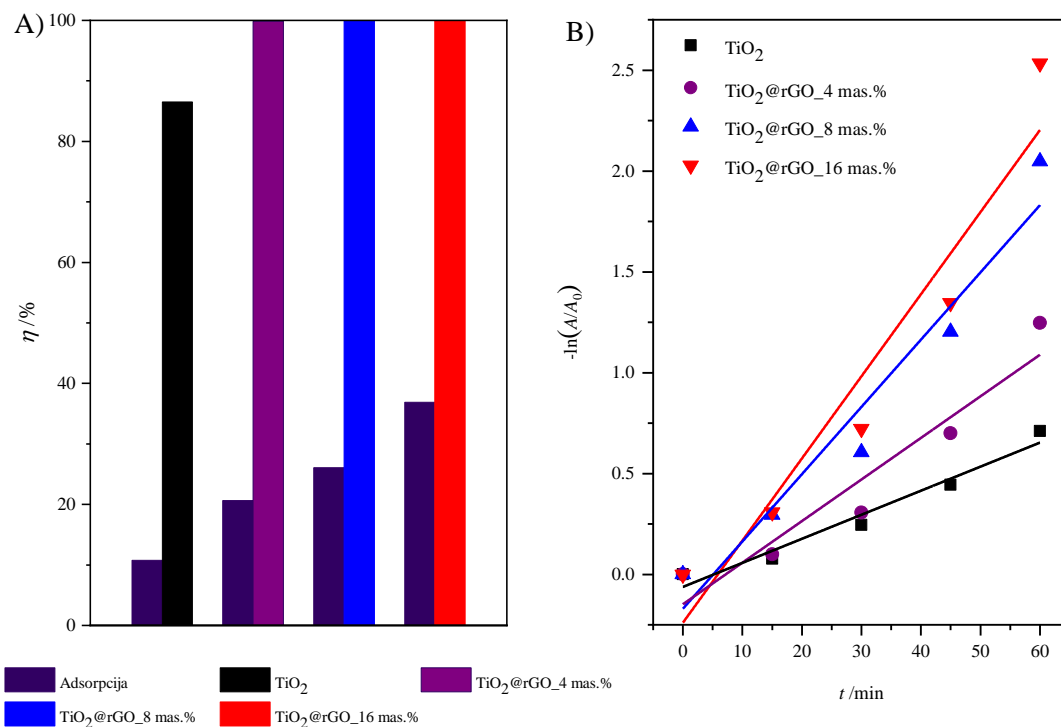 A)
100
80
60
40
20
0
η /%
Adsorpcija
TiO2
TiO2@rGO_4 mas.%
TiO2@rGO_8 mas.%
TiO2@rGO_16 mas.%
B)
TiO2
TiO2@rGO_4 mas.%
TiO2@rGO_8 mas.%
TiO2@rGO_16 mas.%
2.5
2.0
1.5
1.0
0.5
0.0
-ln(A/A0)
0 10 20 30 40 50 60
t /min